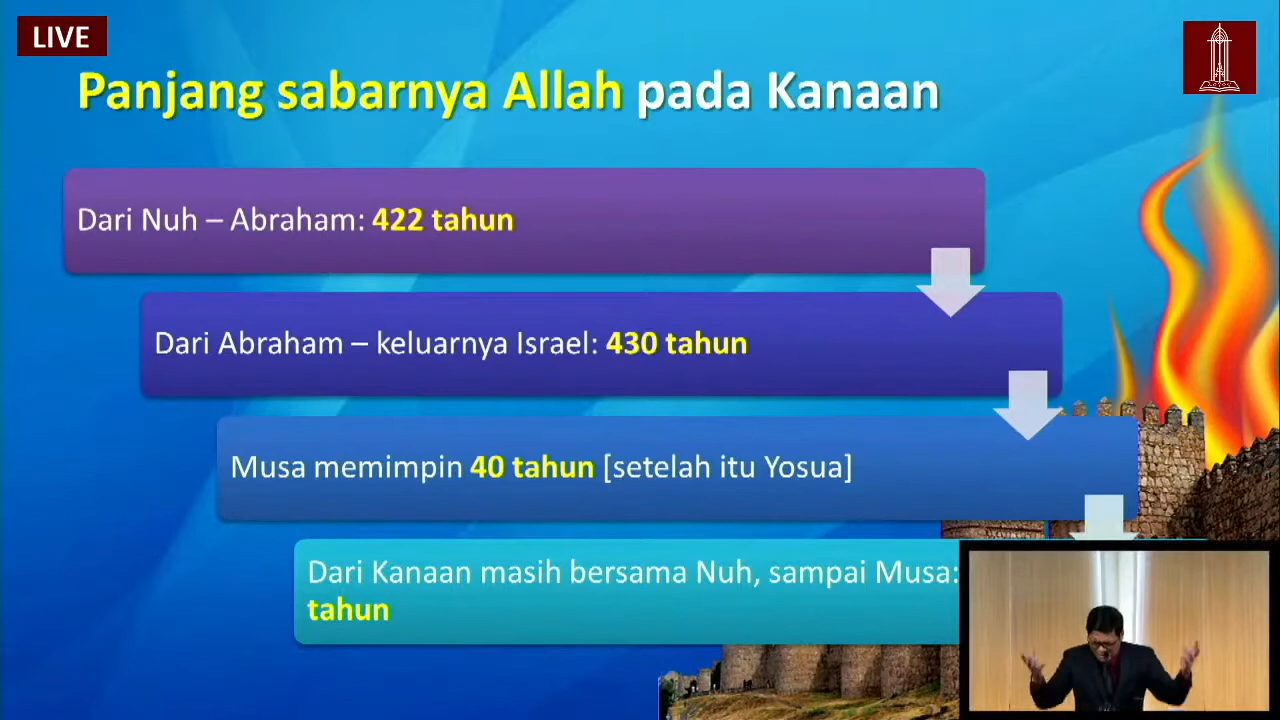 LIVE
Panjang sabarnya Allah pada Kanaan
Dari Nuh – Abraham: 422 tahun
Dari Abraham – keluarnya Israel: 430 tahun
Musa memimpin 40 tahun [setelah itu Yosua]
Dari Kanaan masih bersama Nuh, sampai Musa:
tahun